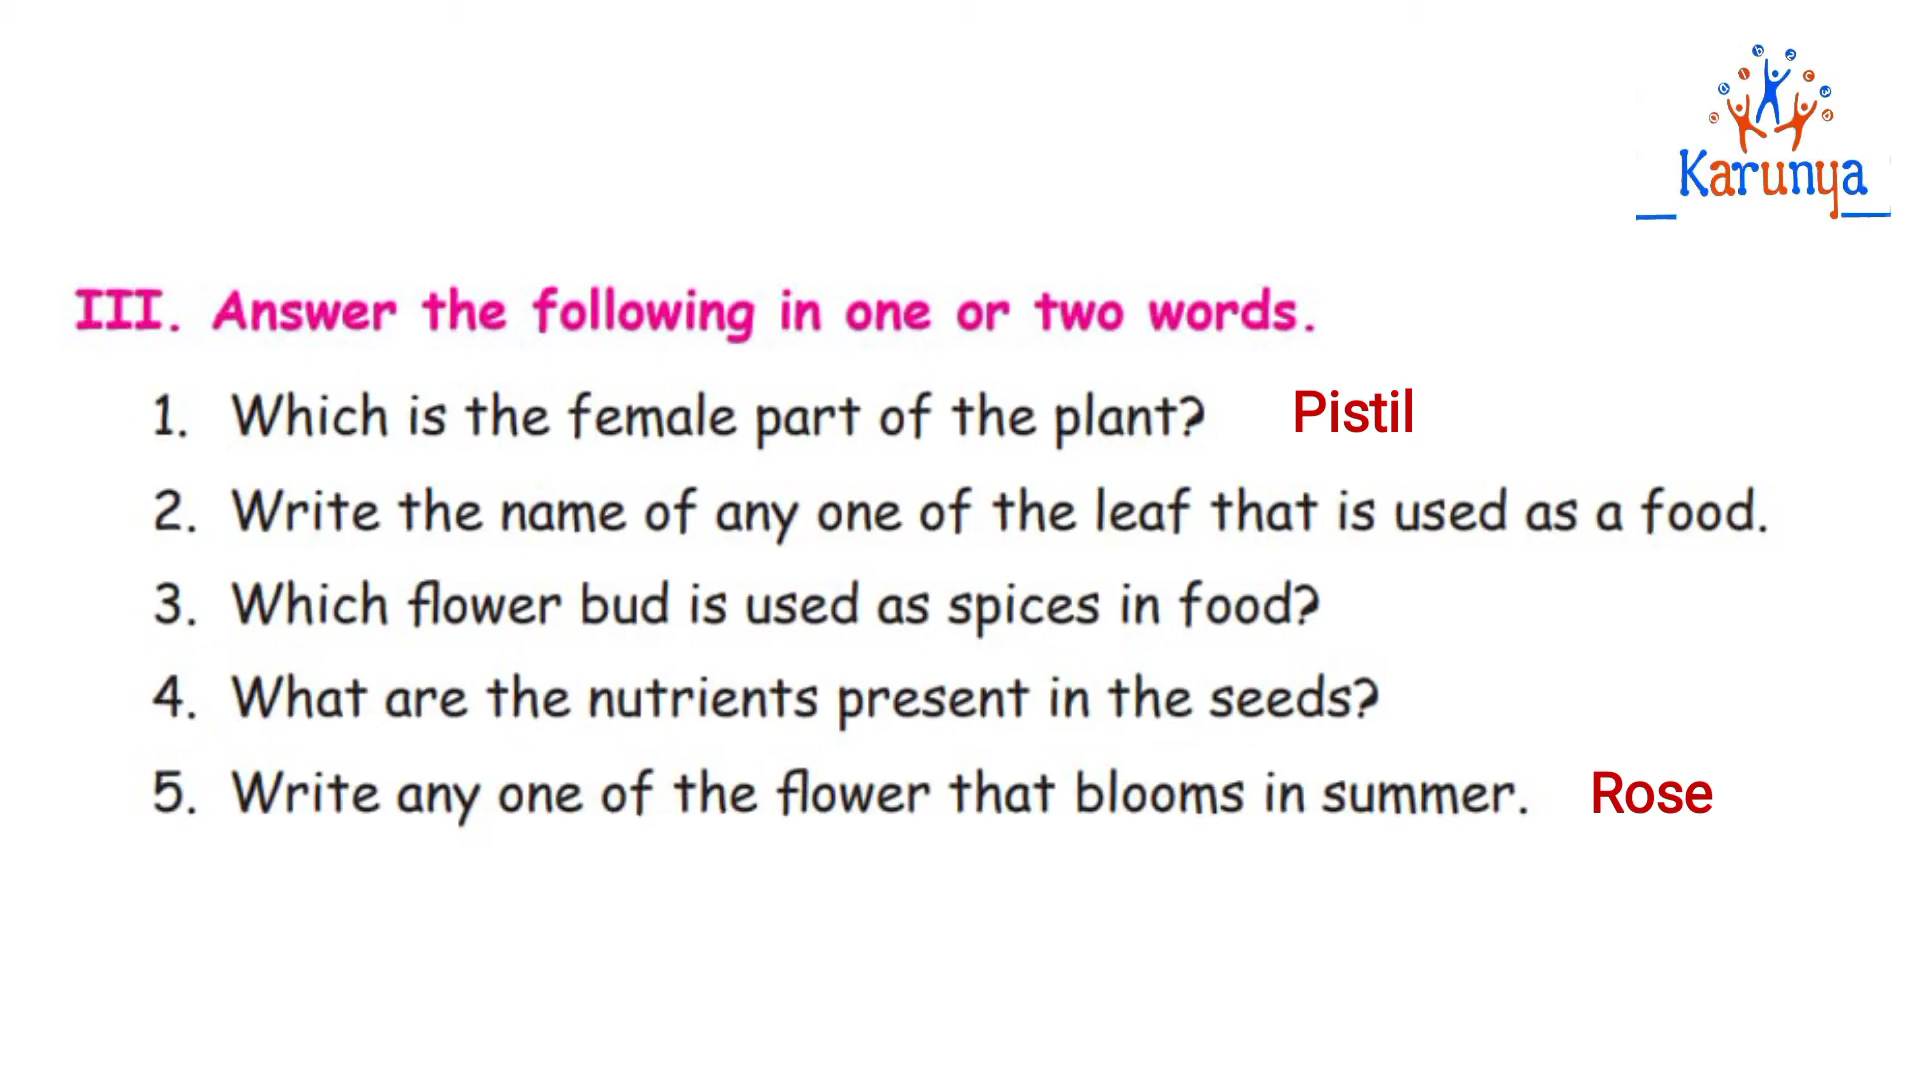 Karunya
III. Answer the following in one or two words.
1. Which is the female part of the plant? Pistil
2. Write the name of any one of the leaf that is used as a food.
3. Which flower bud is used as spices in food?
4. What are the nutrients present in the seeds?
5. Write any one of the flower that blooms in summer. Rose